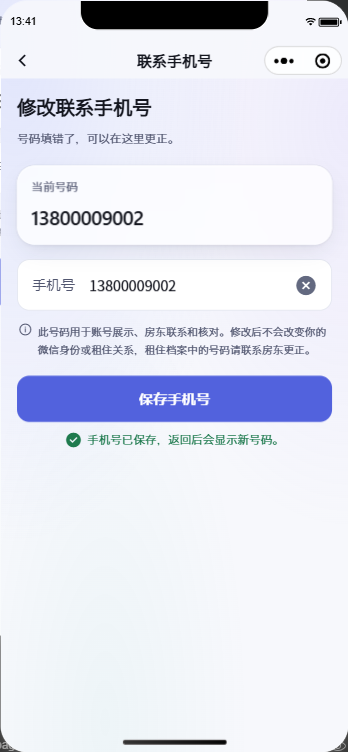 13:41
联系手机号
修改联系手机号
号码填错了，可以在这里更正。
当前号码
13800009002
手机号 13800009002
此号码用于账号展示、房东联系和核对。修改后不会改变你的
微信身份或租住关系，租住档案中的号码请联系房东更正。
保存手机号
手机号已保存，返回后会显示新号码。